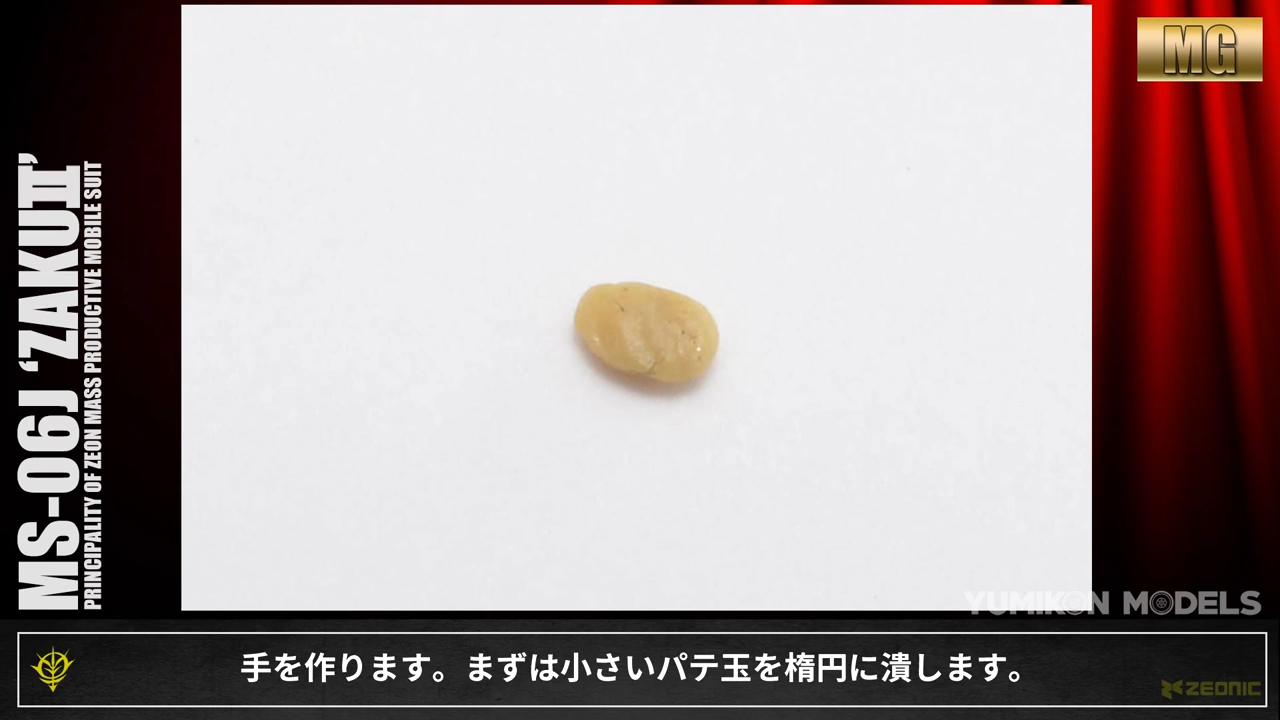 MG
MS-06J ‘ZAKUⅡ’
PRINCIPALITY OF ZEON MASS PRODUCTIVE MOBILE SUIT
YUMIKON MODELS
手を作ります。まずは小さいパテ玉を楕円に潰します。
ZEONIC